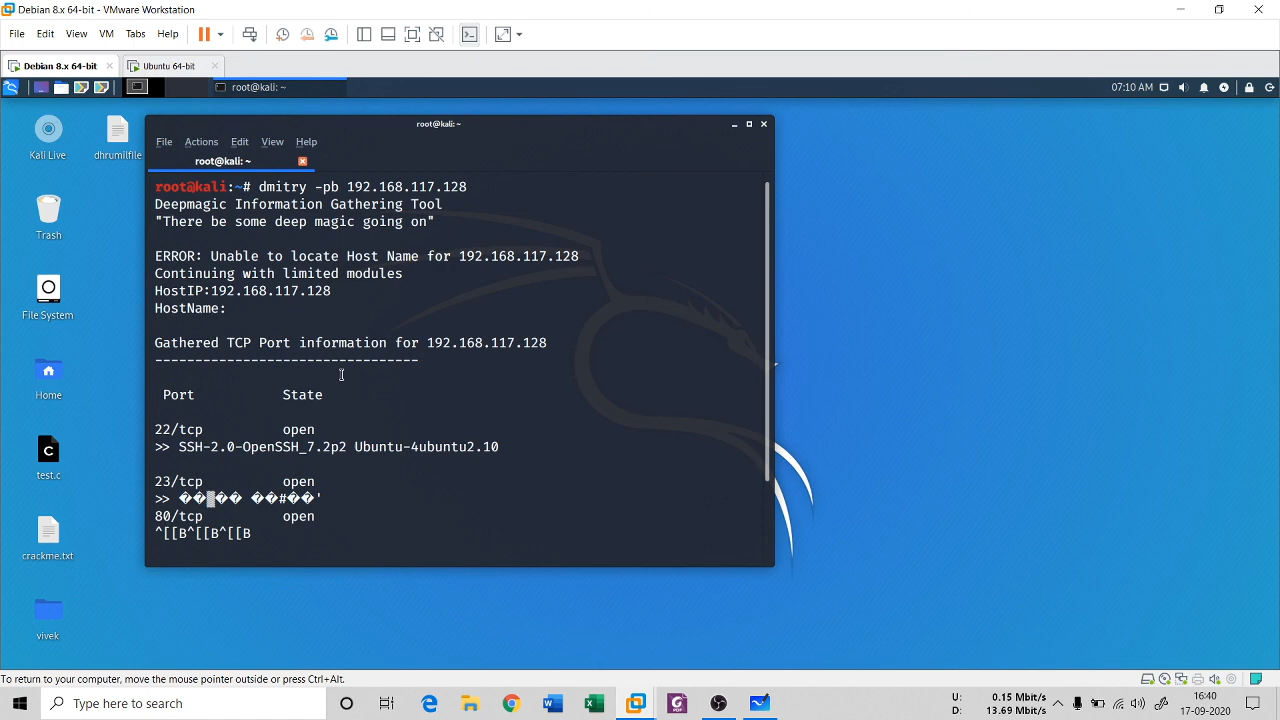 Debian 8.x 64-bit - VMware Workstation
File Edit View VM Tabs Help
Debian 8.x 64-bit Ubuntu 64-bit
root@kali: ~ 07:10 AM
root@kali:~
File Actions Edit View Help
root@kali: ~
root@kali:~# dmitry -pb 192.168.117.128
Deepmagic Information Gathering Tool
"There be some deep magic going on"
ERROR: Unable to locate Host Name for 192.168.117.128
Continuing with limited modules
HostIP:192.168.117.128
HostName:
Gathered TCP Port information for 192.168.117.128
---------------------------------
Port State
22/tcp open
>> SSH-2.0-OpenSSH_7.2p2 Ubuntu-4ubuntu2.10
23/tcp open
>> ��▒�� ��#��'
80/tcp open
^[[B^[[B^[[B
Kali Live
dhrumilfile
Trash
File System
Home
test.c
crackme.txt
vivek
To return to your computer, move the mouse pointer outside or press Ctrl+Alt.
Type here to search
U: 0.15 Mbit/s
D: 13.69 Mbit/s
16:40
17-09-2020